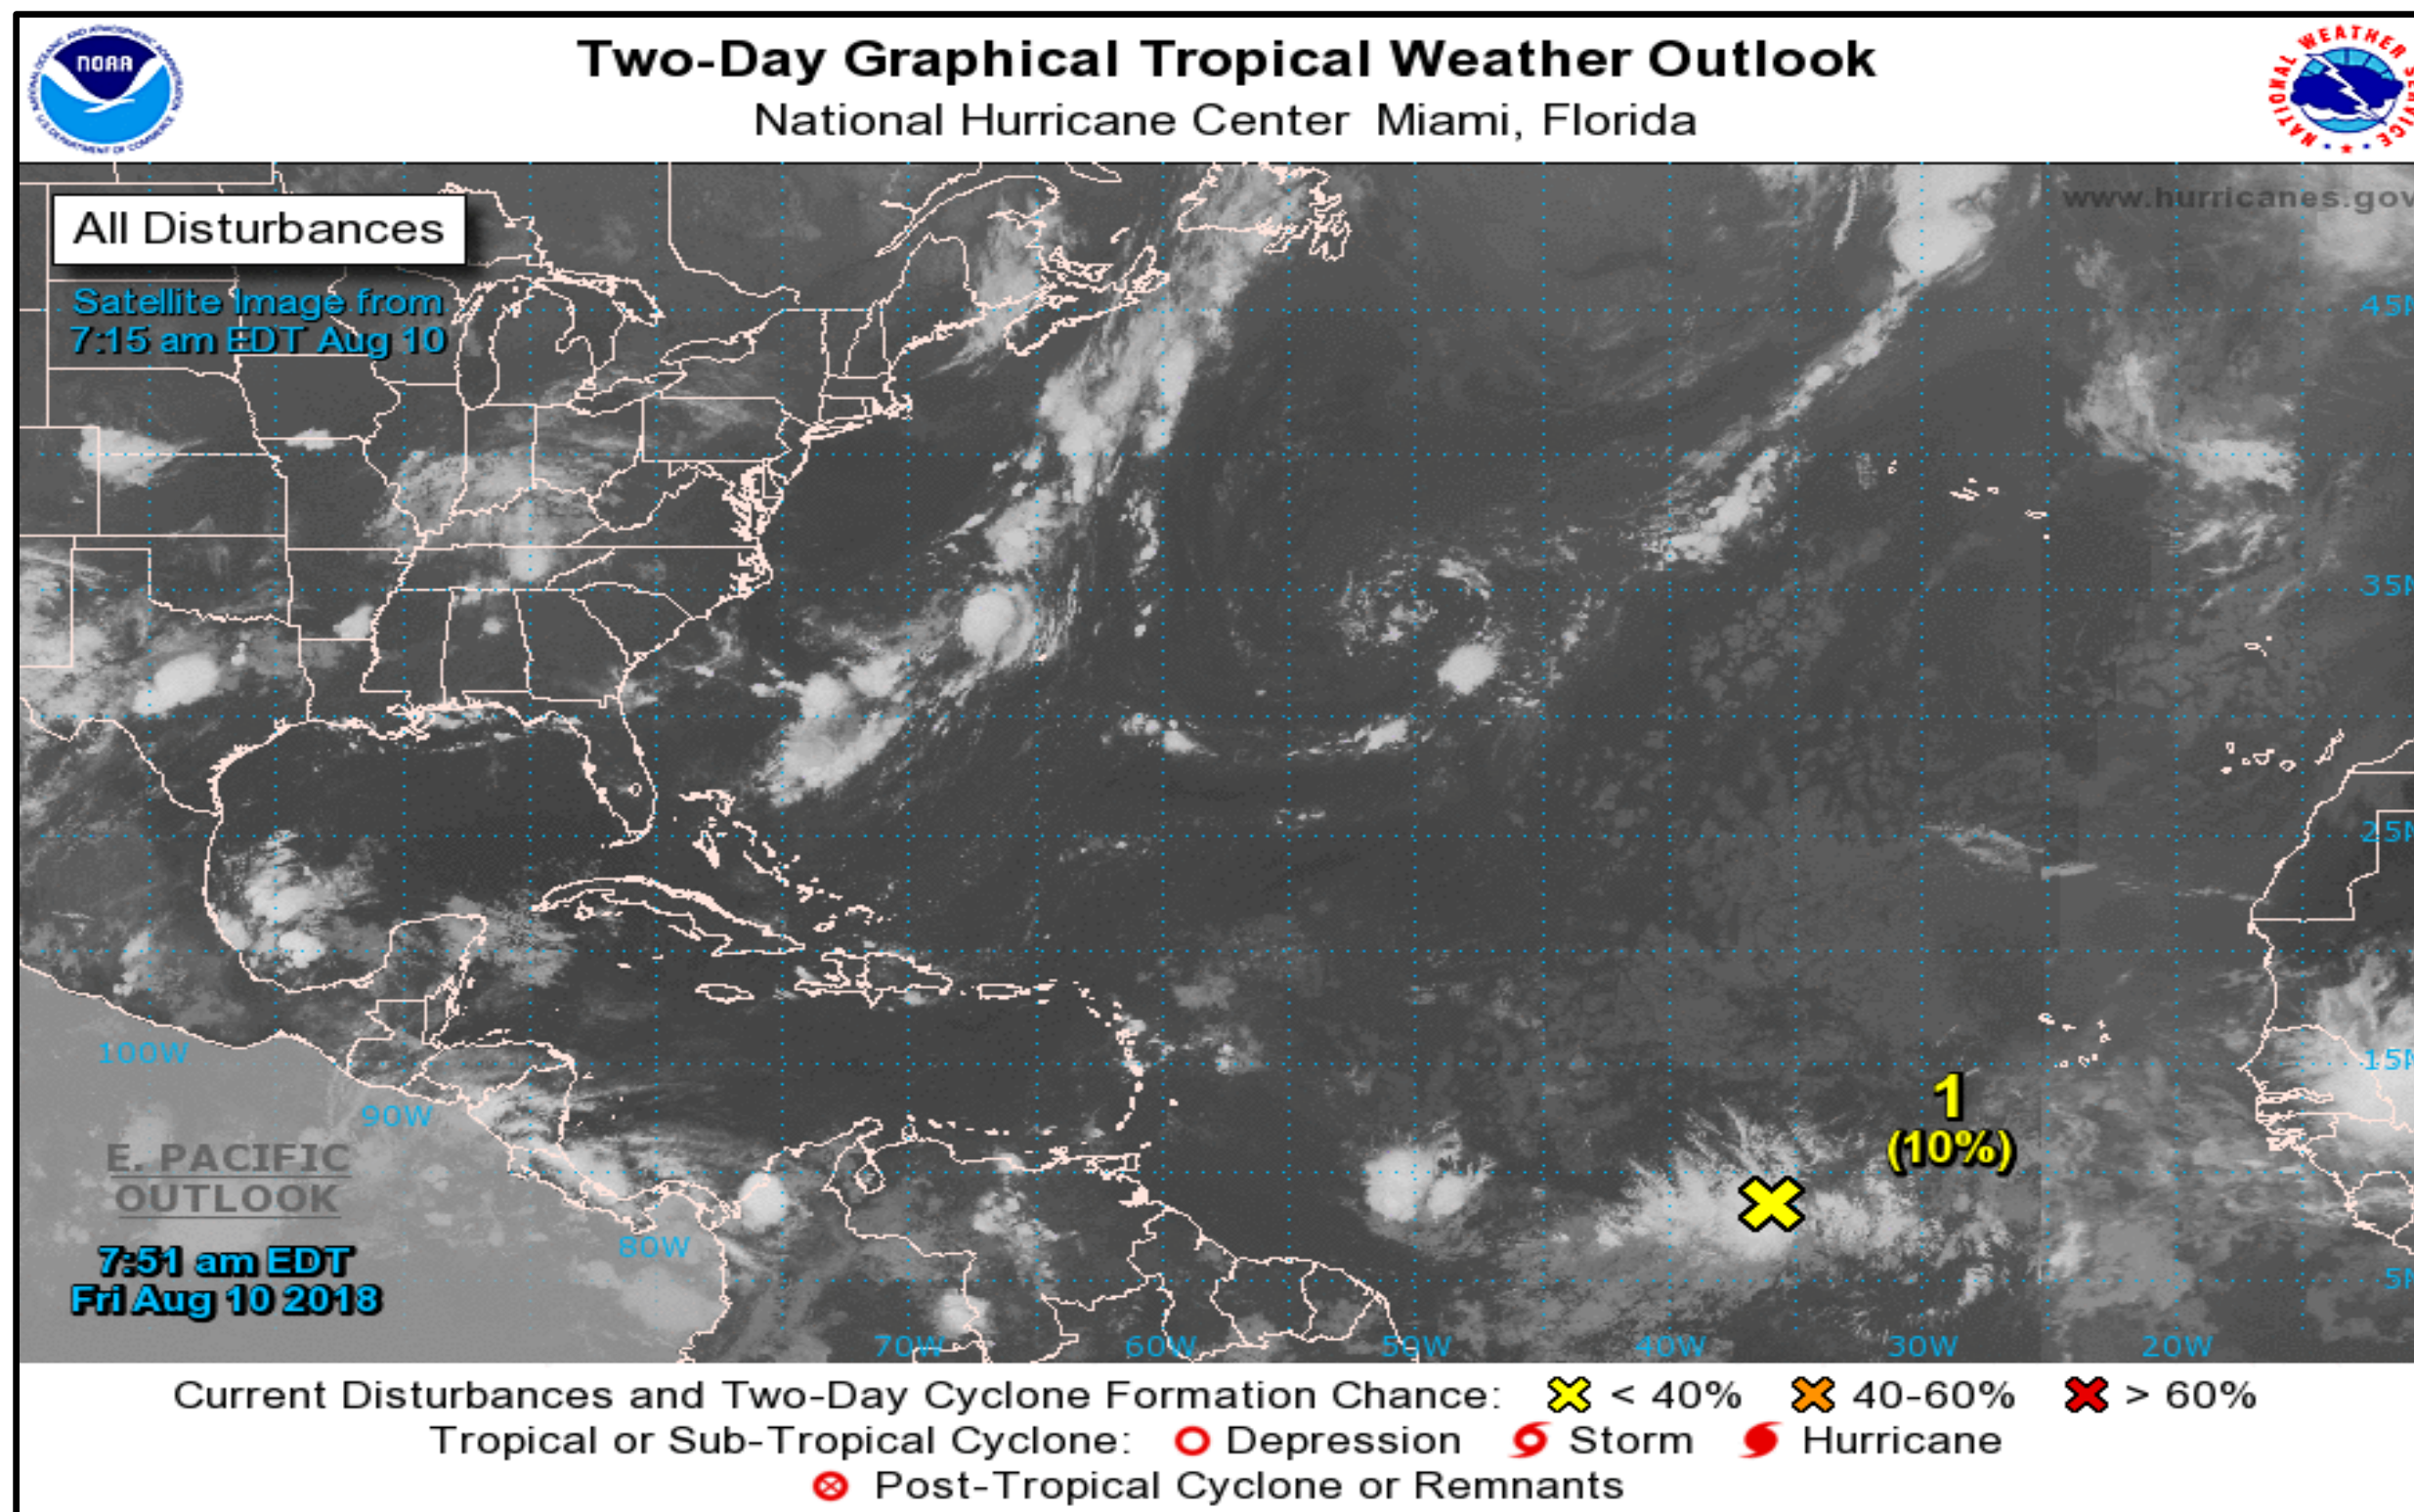 Two-Day Graphical Tropical Weather Outlook
National Hurricane Center Miami, Florida
NOAA
NATIONAL WEATHER
All Disturbances
www.hurricanes.gov
Satellite Image from
7:15 am EDT Aug 10
45N
35N
25N
15N
100W
90W
1
(10%)
E. PACIFIC
OUTLOOK
80W
7:51 am EDT
Fri Aug 10 2018
5N
70W 60W 50W 40W 30W 20W
Current Disturbances and Two-Day Cyclone Formation Chance: < 40% 40-60% > 60%
Tropical or Sub-Tropical Cyclone: Depression Storm Hurricane
Post-Tropical Cyclone or Remnants